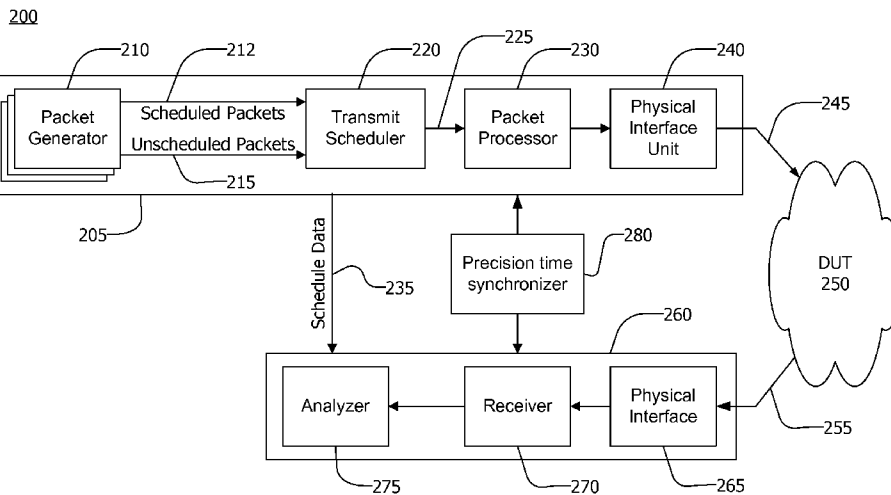 200
210
212
220
225
230
240
245
Packet
Generator
Scheduled Packets
Unscheduled Packets
Transmit
Scheduler
Packet
Processor
Physical
Interface
Unit
215
205
Schedule Data
235
Precision time
synchronizer
280
DUT
250
260
Analyzer
Receiver
Physical
Interface
255
275
270
265